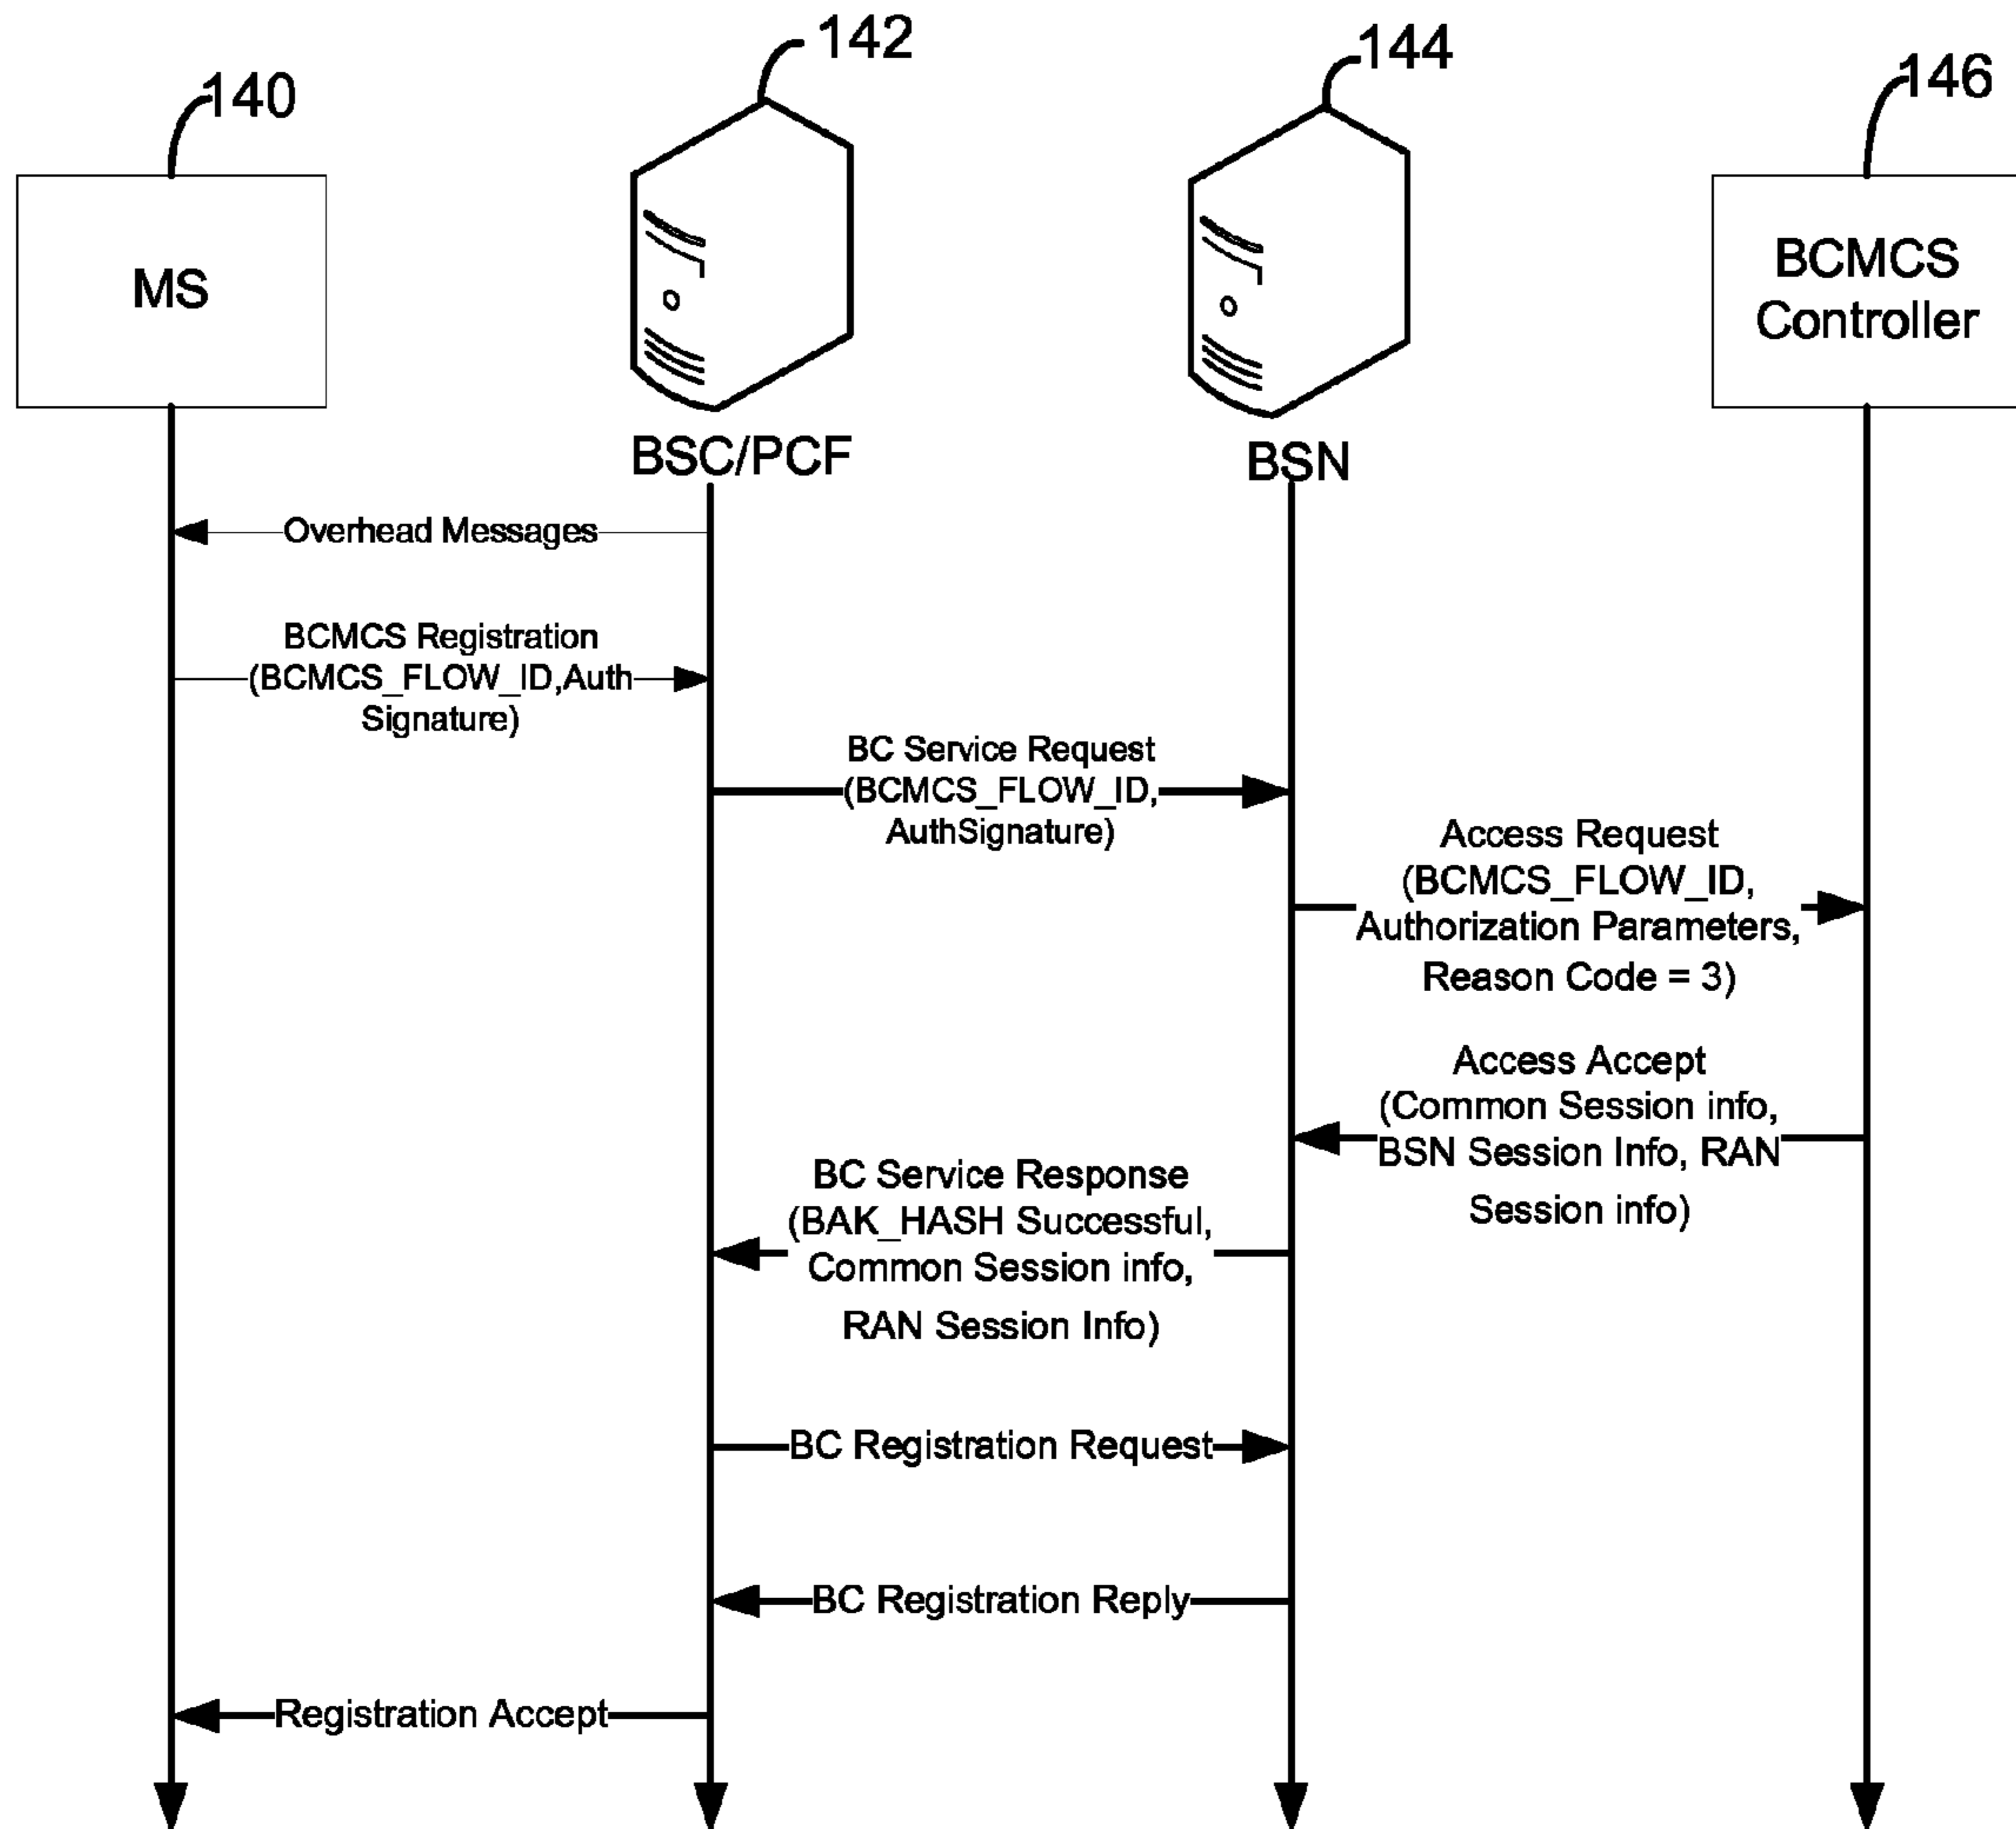 140
142
144
146
MS
BSC/PCF
BSN
BCMCS
Controller
Overhead Messages
BCMCS Registration
(BCMCS_FLOW_ID,Auth
Signature)
BC Service Request
(BCMCS_FLOW_ID,
AuthSignature)
Access Request
(BCMCS_FLOW_ID,
Authorization Parameters,
Reason Code = 3)
Access Accept
(Common Session info,
BSN Session Info, RAN
Session info)
BC Service Response
(BAK_HASH Successful,
Common Session info,
RAN Session Info)
BC Registration Request
BC Registration Reply
Registration Accept